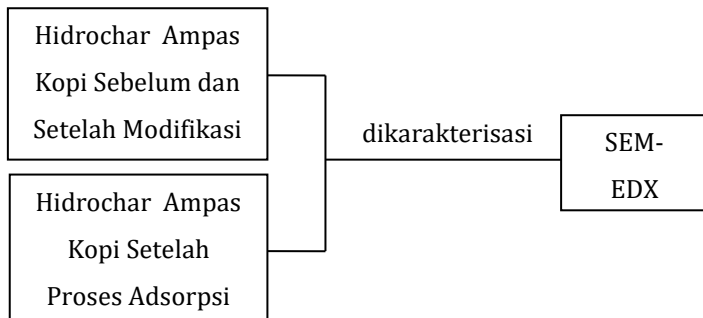 Hidrochar Ampas
Kopi Sebelum dan
Setelah Modifikasi
dikarakterisasi
SEM-
EDX
Hidrochar Ampas
Kopi Setelah
Proses Adsorpsi